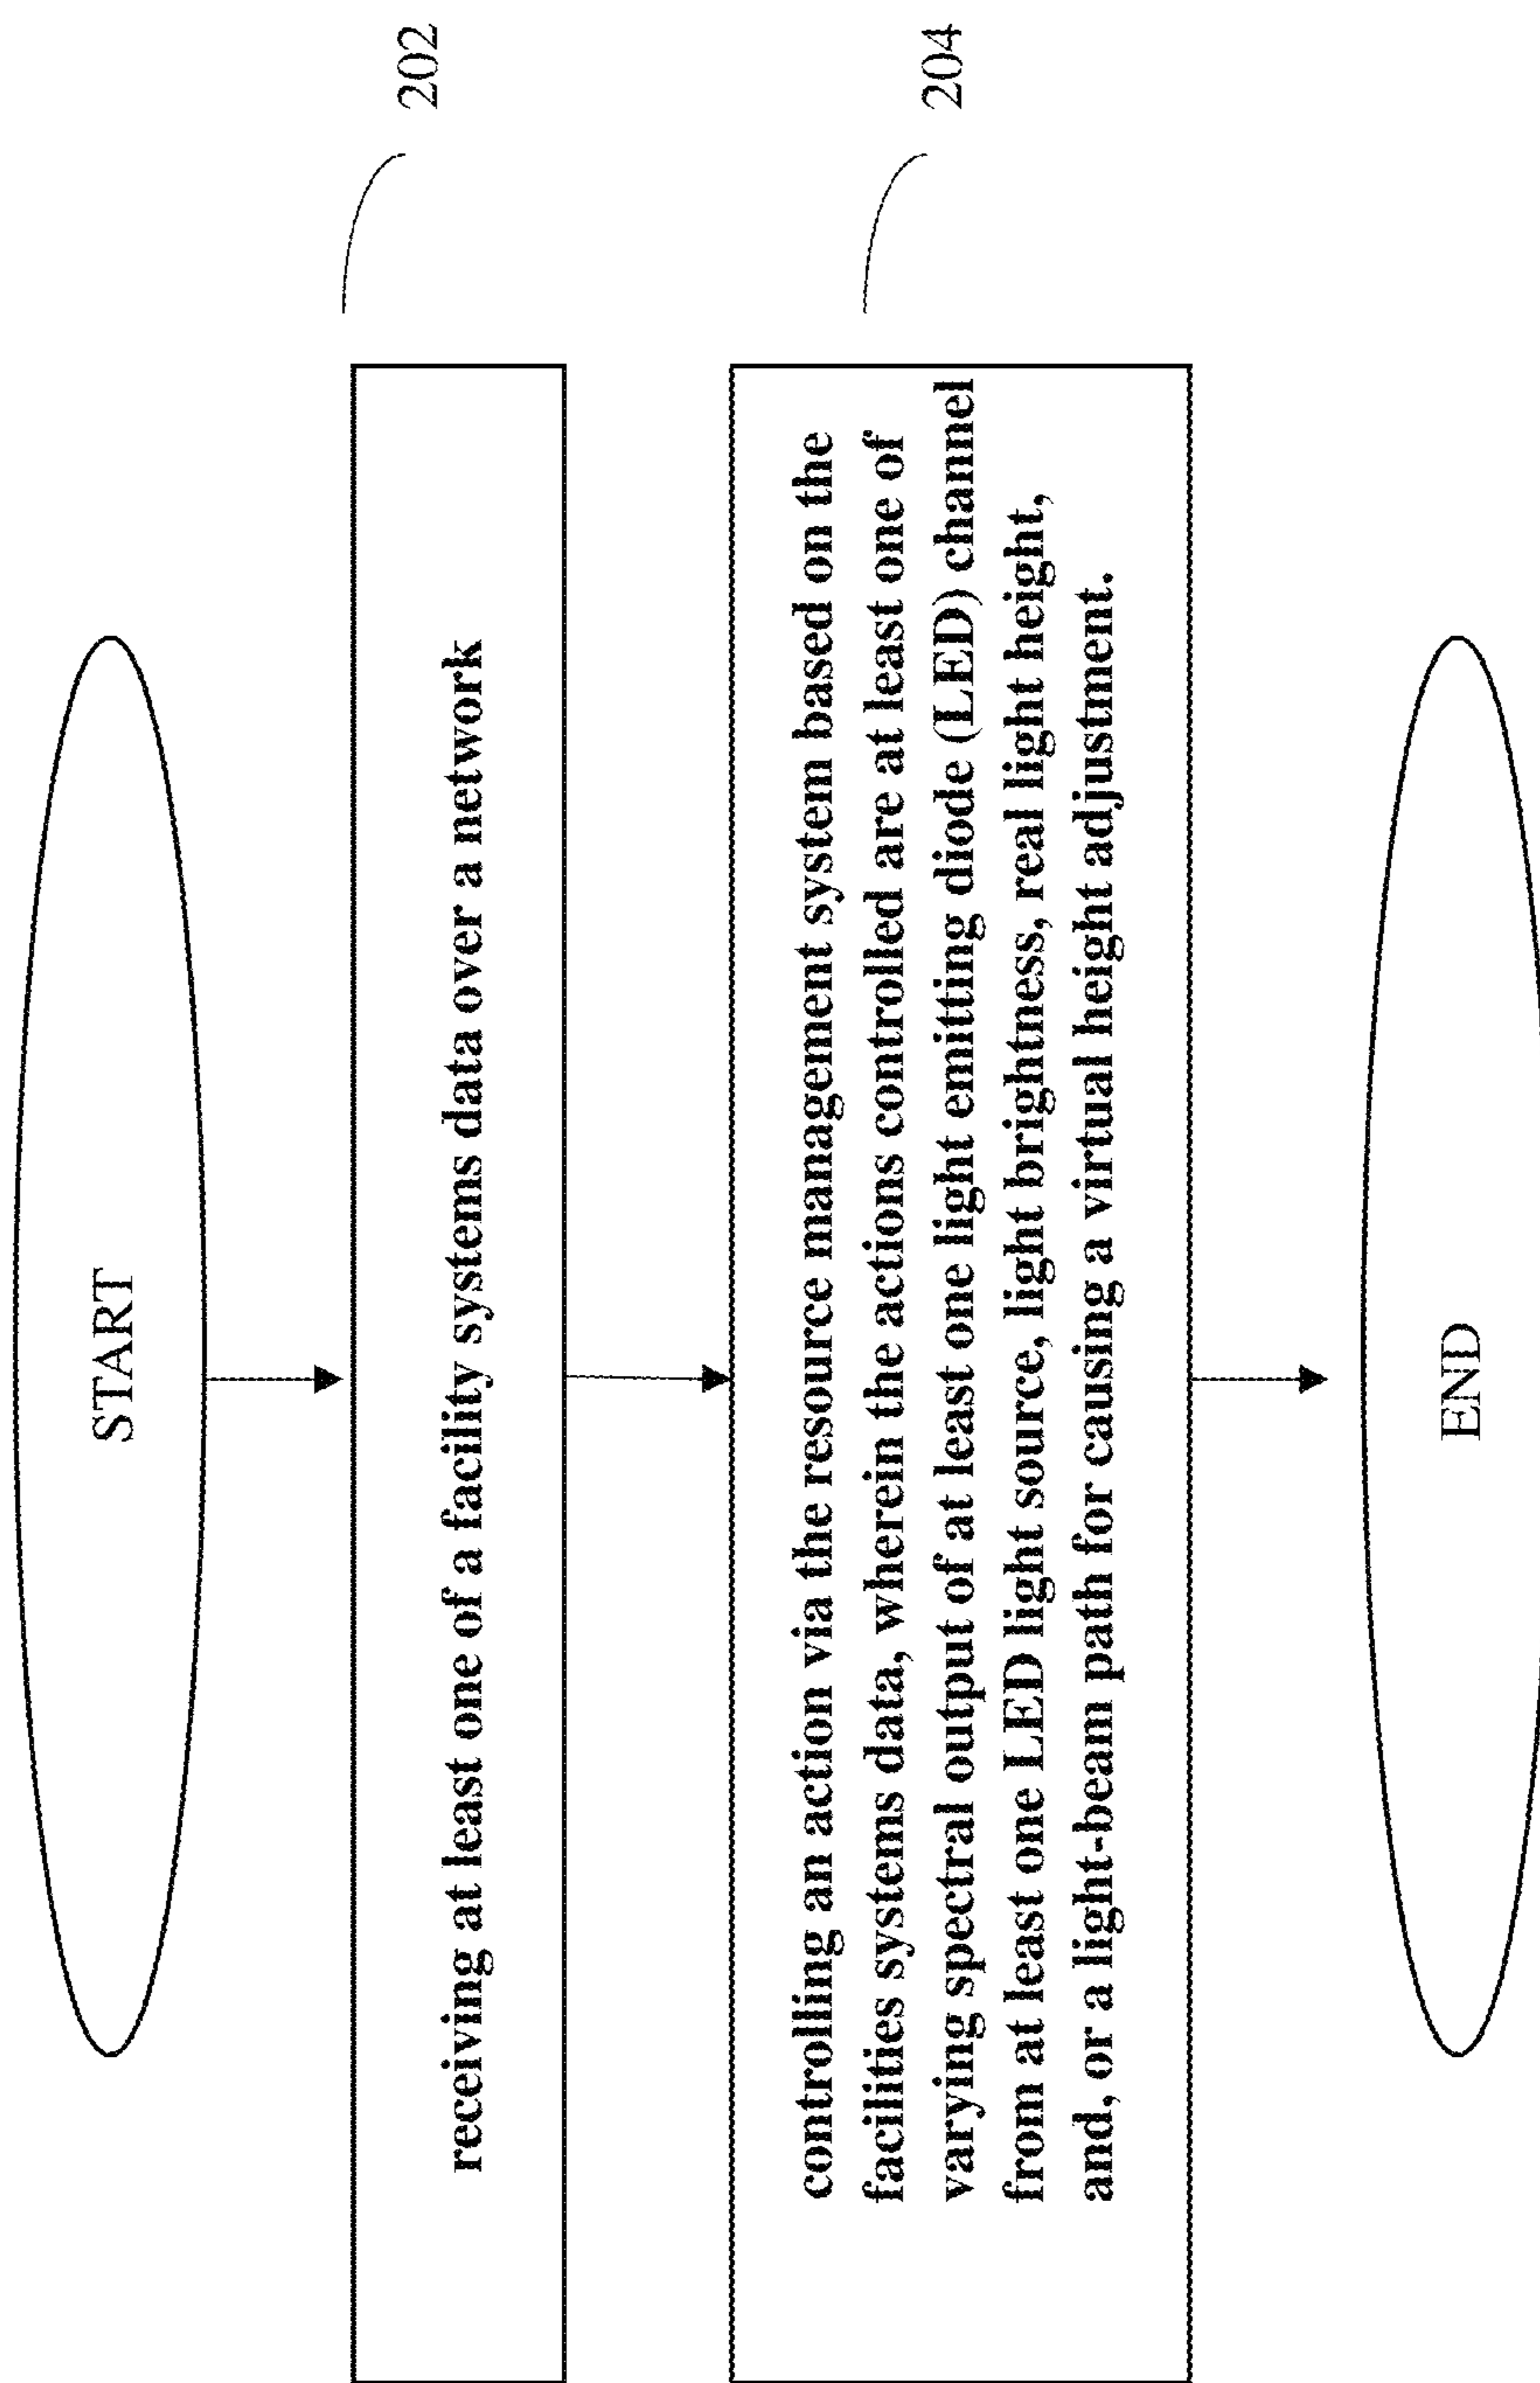 START
202
receiving at least one of a facility systems data over a network
204
controlling an action via the resource management system based on the
facilities systems data, wherein the actions controlled are at least one of
varying spectral output of at least one light emitting diode (LED) channel
from at least one LED light source, light brightness, real light height,
and, or a light-beam path for causing a virtual height adjustment.
END